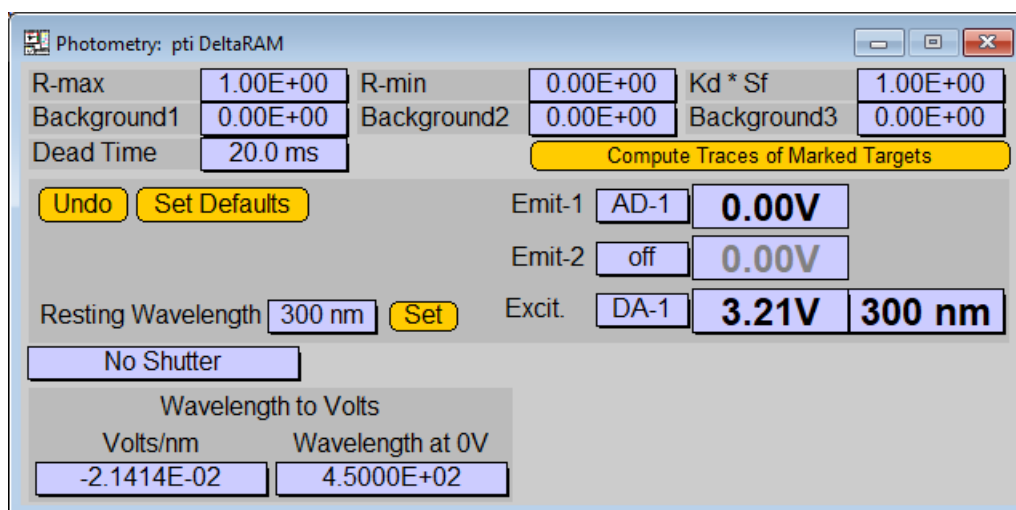 Photometry: pti DeltaRAM
R-max 1.00E+00 R-min 0.00E+00 Kd * Sf 1.00E+00
Background1 0.00E+00 Background2 0.00E+00 Background3 0.00E+00
Dead Time 20.0 ms Compute Traces of Marked Targets
Undo Set Defaults Emit-1 AD-1 0.00V
Emit-2 off 0.00V
Resting Wavelength 300 nm Set Excit. DA-1 3.21V 300 nm
No Shutter
Wavelength to Volts
Volts/nm Wavelength at 0V
-2.1414E-02 4.5000E+02